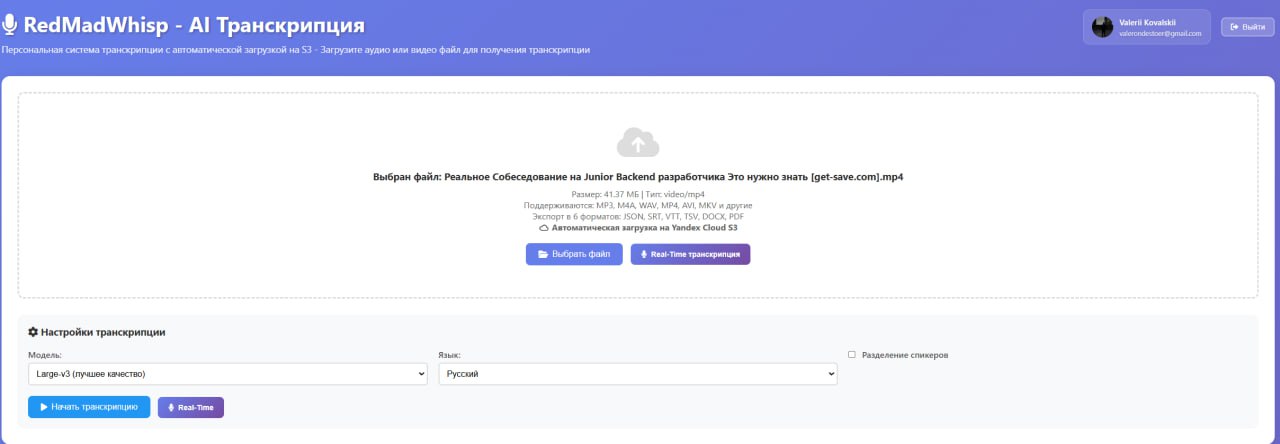 RedMadWhisp - AI Транскрипция
Персональная система транскрипции с автоматической загрузкой на S3 - Загрузите аудио или видео файл для получения транскрипции
Valerii Kovalskii
valerondestoer@gmail.com
Выйти
Выбран файл: Реальное Собеседование на Junior Backend разработчика Это нужно знать [get-save.com].mp4
Размер: 41.37 МБ | Тип: video/mp4
Поддерживаются: MP3, M4A, WAV, MP4, AVI, MKV и другие
Экспорт в 6 форматов: JSON, SRT, VTT, TSV, DOCX, PDF
Автоматическая загрузка на Yandex Cloud S3
Выбрать файл
Real-Time транскрипция
Настройки транскрипции
Модель:
Large-v3 (лучшее качество)
Язык:
Русский
Разделение спикеров
Начать транскрипцию
Real-Time